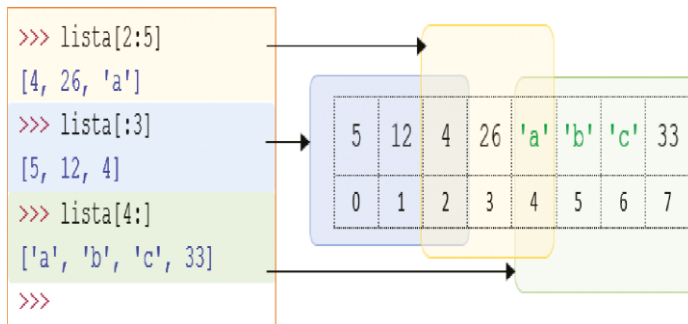 >>> lista[2:5]
[4, 26, 'a']
>>> lista[:3]
[5, 12, 4]
>>> lista[4:]
['a', 'b', 'c', 33]
>>>
5 12 4 26 'a' 'b' 'c' 33
0 1 2 3 4 5 6 7